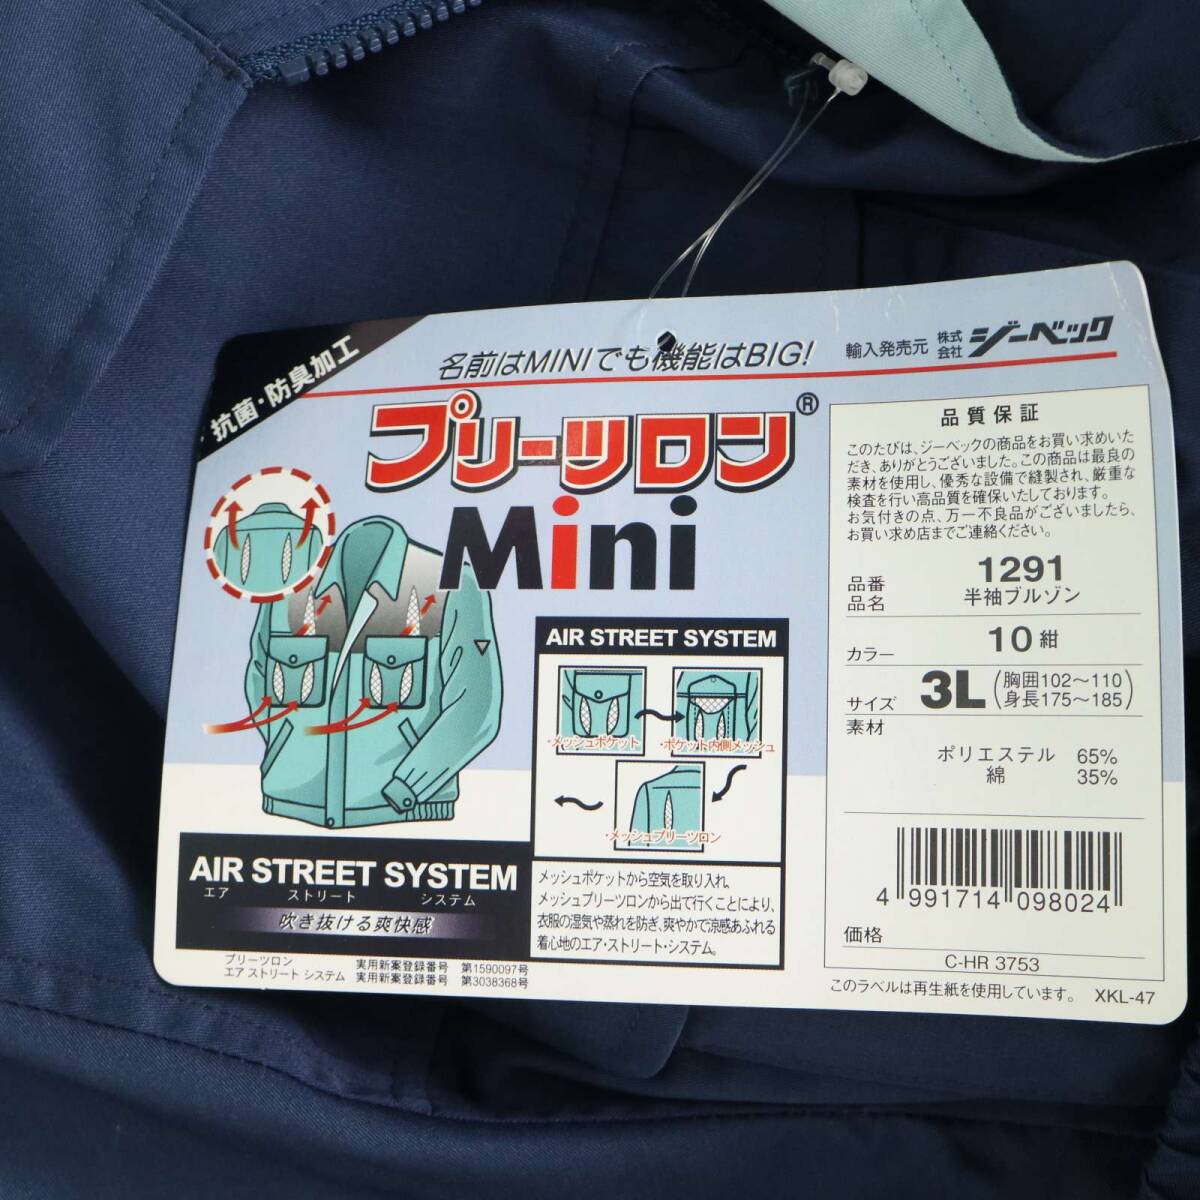 抗菌・防臭加工
名前はMINIでも機能はBIG!
輸入発売元 株式会社 ジーベック
プリーツロン®
Mini
AIR STREET SYSTEM
・メッシュポケット
・ポケット内側メッシュ
・メッシュプリーツロン
AIR STREET SYSTEM
エア ストリート システム
吹き抜ける爽快感
メッシュポケットから空気を取り入れ、
メッシュプリーツロンから出て行くことにより、
衣服の湿気や蒸れを防ぎ、爽やかで涼感あふれる
着心地のエア・ストリート・システム。
プリーツロン 実用新案登録番号 第1590097号
エア ストリート システム 実用新案登録番号 第3038368号
品質保証
このたびは、ジーベックの商品をお買い求めいた
だき、ありがとうございました。この商品は最良の
素材を使用し、優秀な設備で縫製され、厳重な
検査を行い高品質を確保いたしております。
お気付きの点、万一不良品がございましたら、
お買い求め店までご連絡ください。
品番 1291
品名 半袖ブルゾン
カラー 10 紺
サイズ 3L (胸囲102〜110 身長175〜185)
素材
ポリエステル 65%
綿 35%
4 991714 098024
価格
C-HR 3753
このラベルは再生紙を使用しています。 XKL-47